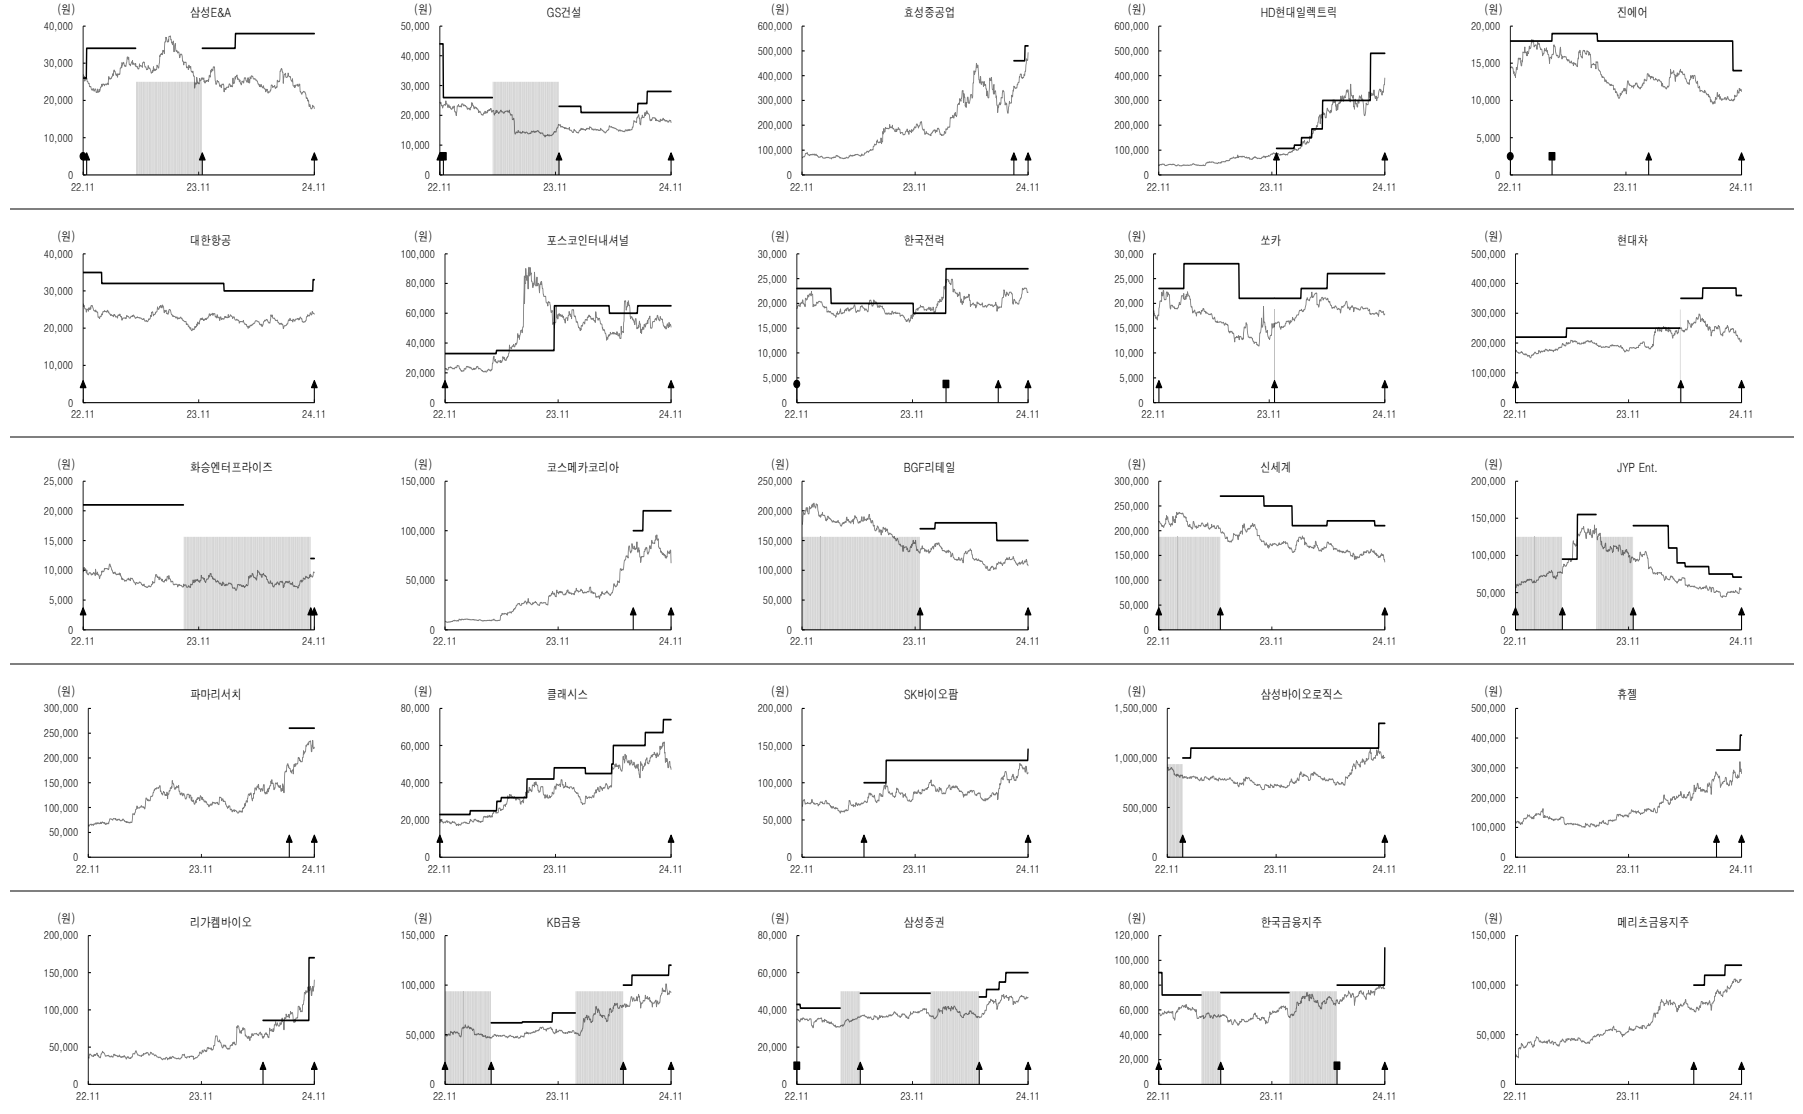 (원) 삼성E&A (원) GS건설 (원) 효성중공업 (원) HD현대일렉트릭 (원) 진에어
40,000 50,000 600,000 600,000 20,000
30,000 40,000 500,000 500,000 15,000
20,000 30,000 400,000 400,000 10,000
10,000 20,000 300,000 300,000 5,000
0 10,000 200,000 200,000 0
0 100,000 100,000
0 0
22.11 23.11 24.11 22.11 23.11 24.11 22.11 23.11 24.11 22.11 23.11 24.11 22.11 23.11 24.11
(원) 대한항공 (원) 포스코인터내셔널 (원) 한국전력 (원) 쏘카 (원) 현대차
40,000 100,000 30,000 30,000 500,000
30,000 80,000 25,000 25,000 400,000
20,000 60,000 20,000 20,000 300,000
10,000 40,000 15,000 15,000 200,000
0 20,000 10,000 10,000 100,000
0 5,000 5,000 0
0 0
22.11 23.11 24.11 22.11 23.11 24.11 22.11 23.11 24.11 22.11 23.11 24.11 22.11 23.11 24.11
(원) 화승엔터프라이즈 (원) 코스메카코리아 (원) BGF리테일 (원) 신세계 (원) JYP Ent.
25,000 150,000 250,000 300,000 200,000
20,000 100,000 200,000 250,000 150,000
15,000 50,000 150,000 200,000 100,000
10,000 0 100,000 150,000 50,000
5,000 50,000 100,000 0
0 0 50,000
0
22.11 23.11 24.11 22.11 23.11 24.11 22.11 23.11 24.11 22.11 23.11 24.11 22.11 23.11 24.11
(원) 파마리서치 (원) 클래시스 (원) SK바이오팜 (원) 삼성바이오로직스 (원) 휴젤
300,000 80,000 200,000 1,500,000 500,000
250,000 60,000 150,000 1,000,000 400,000
200,000 40,000 100,000 500,000 300,000
150,000 20,000 50,000 0 200,000
100,000 0 0 100,000
50,000 0
0
22.11 23.11 24.11 22.11 23.11 24.11 22.11 23.11 24.11 22.11 23.11 24.11 22.11 23.11 24.11
(원) 리가켐바이오 (원) KB금융 (원) 삼성증권 (원) 한국금융지주 (원) 메리츠금융지주
200,000 150,000 80,000 120,000 150,000
150,000 100,000 60,000 100,000 100,000
100,000 50,000 40,000 80,000 50,000
50,000 0 20,000 60,000 0
0 0 40,000
20,000
0
22.11 23.11 24.11 22.11 23.11 24.11 22.11 23.11 24.11 22.11 23.11 24.11 22.11 23.11 24.11